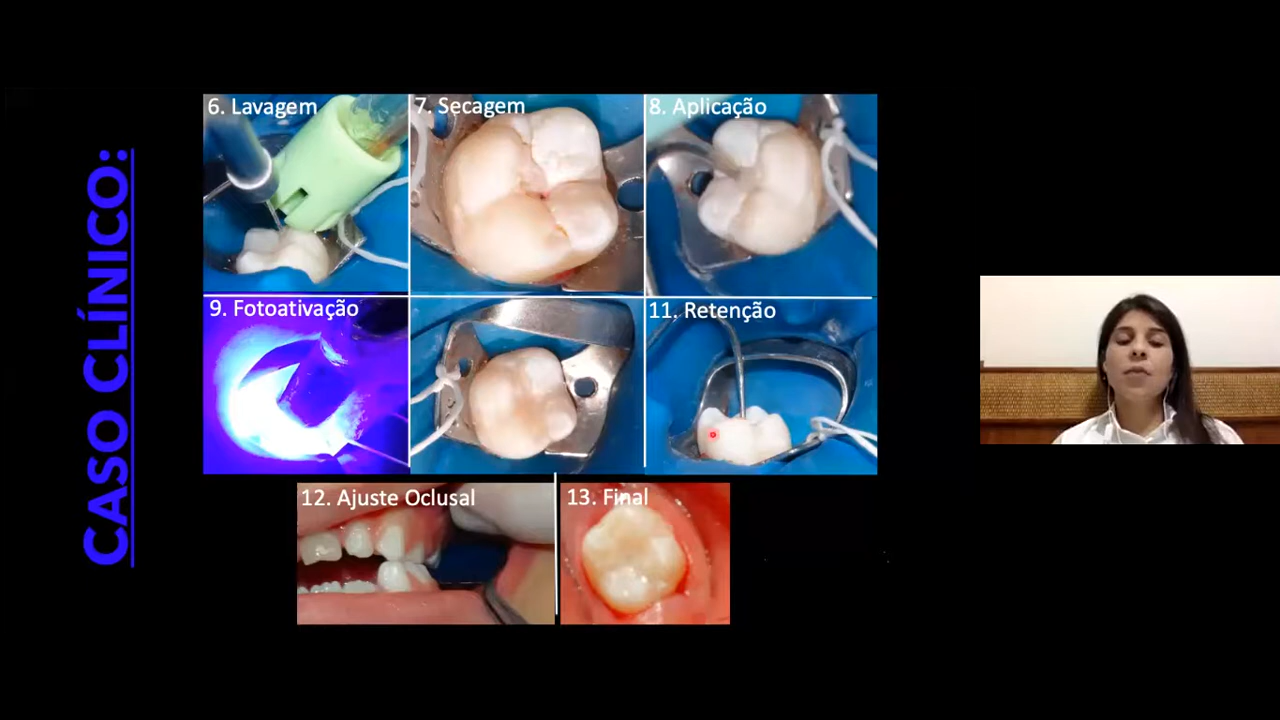 CASO CLÍNICO:
6. Lavagem
7. Secagem
8. Aplicação
9. Fotoativação
11. Retenção
12. Ajuste Oclusal
13. Final